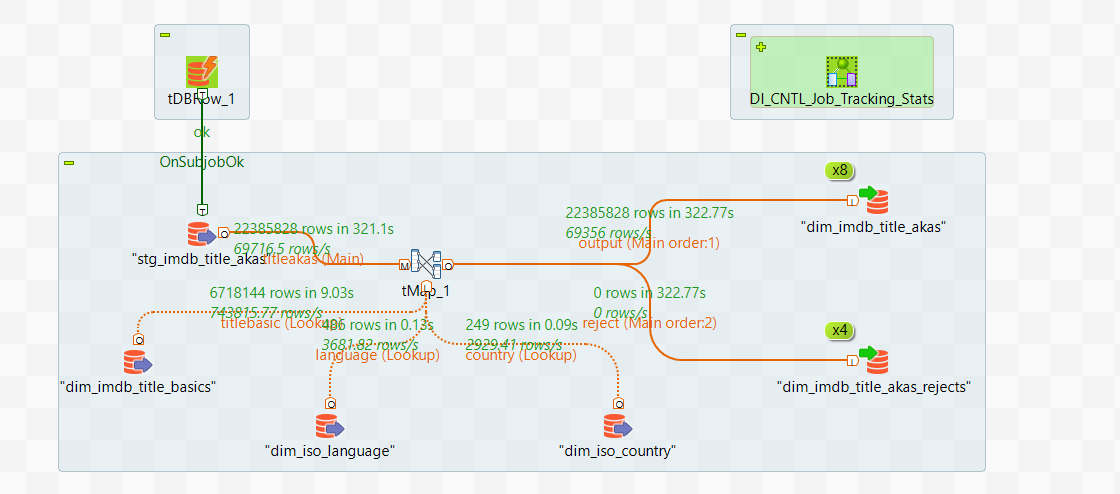 tDBRow_1
DI_CNTL_Job_Tracking_Stats
ok
OnSubjobOk
x8
22385828 rows in 321.1s
69716.5 rows/s
22385828 rows in 322.77s
69356 rows/s
output (Main order:1)
"dim_imdb_title_akas"
"stg_imdb_title_akas"
titleakas (Main)
M
tMap_1
6718144 rows in 9.03s
743815.77 rows/s
titlebasic (Lookup)
486 rows in 0.13s
3681.82 rows/s
language (Lookup)
249 rows in 0.09s
2929.41 rows/s
country (Lookup)
0 rows in 322.77s
0 rows/s
reject (Main order:2)
x4
"dim_imdb_title_basics"
"dim_imdb_title_akas_rejects"
"dim_iso_language"
"dim_iso_country"